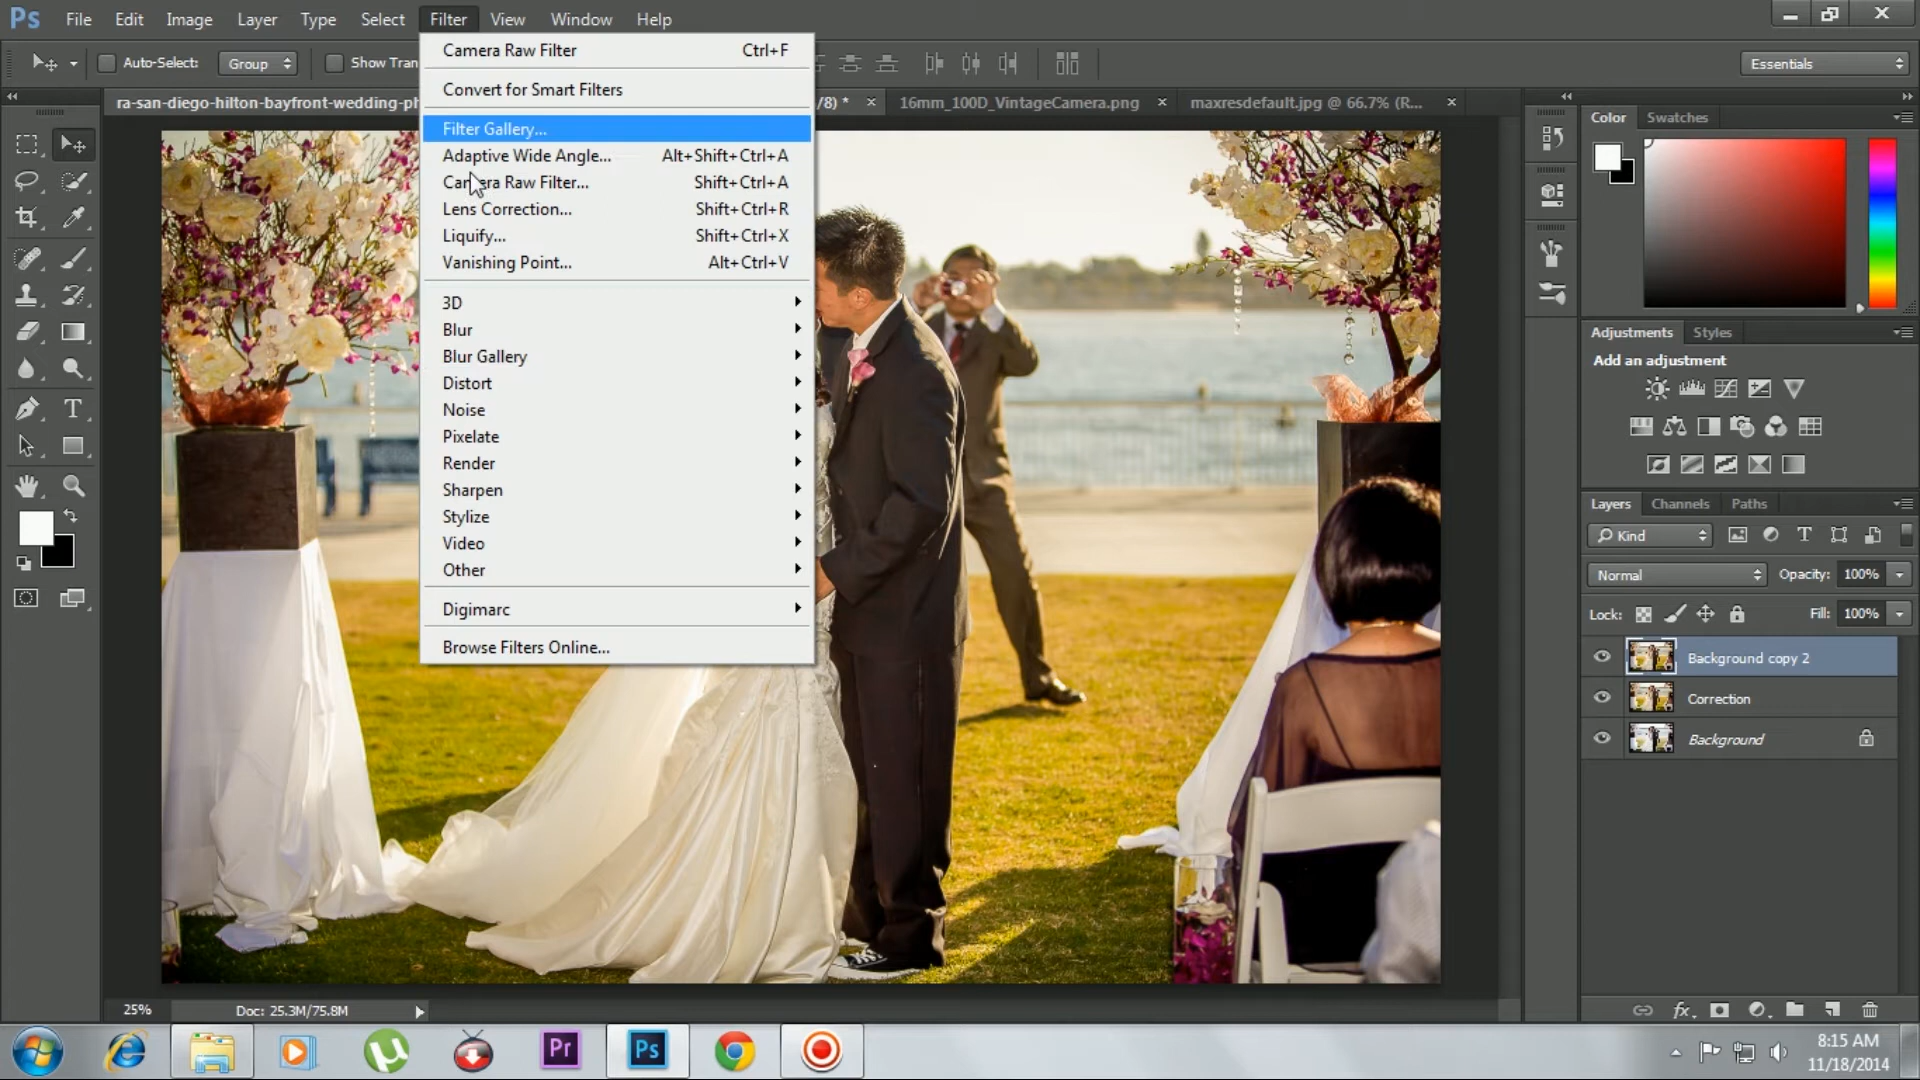 Ps File Edit Image Layer Type Select Filter View Window Help
Auto-Select: Group Show Tran
Essentials
ra-san-diego-hilton-bayfront-wedding-ph /8) * × 16mm_100D_VintageCamera.png × maxresdefault.jpg @ 66.7% (R... ×
Camera Raw Filter Ctrl+F
Convert for Smart Filters
Filter Gallery...
Adaptive Wide Angle... Alt+Shift+Ctrl+A
Camera Raw Filter... Shift+Ctrl+A
Lens Correction... Shift+Ctrl+R
Liquify... Shift+Ctrl+X
Vanishing Point... Alt+Ctrl+V
3D
Blur
Blur Gallery
Distort
Noise
Pixelate
Render
Sharpen
Stylize
Video
Other
Digimarc
Browse Filters Online...
Color Swatches
Adjustments Styles
Add an adjustment
Layers Channels Paths
Kind
Normal Opacity: 100%
Lock: Fill: 100%
Background copy 2
Correction
Background
fx
25% Doc: 25.3M/75.8M
Pr Ps
8:15 AM
11/18/2014